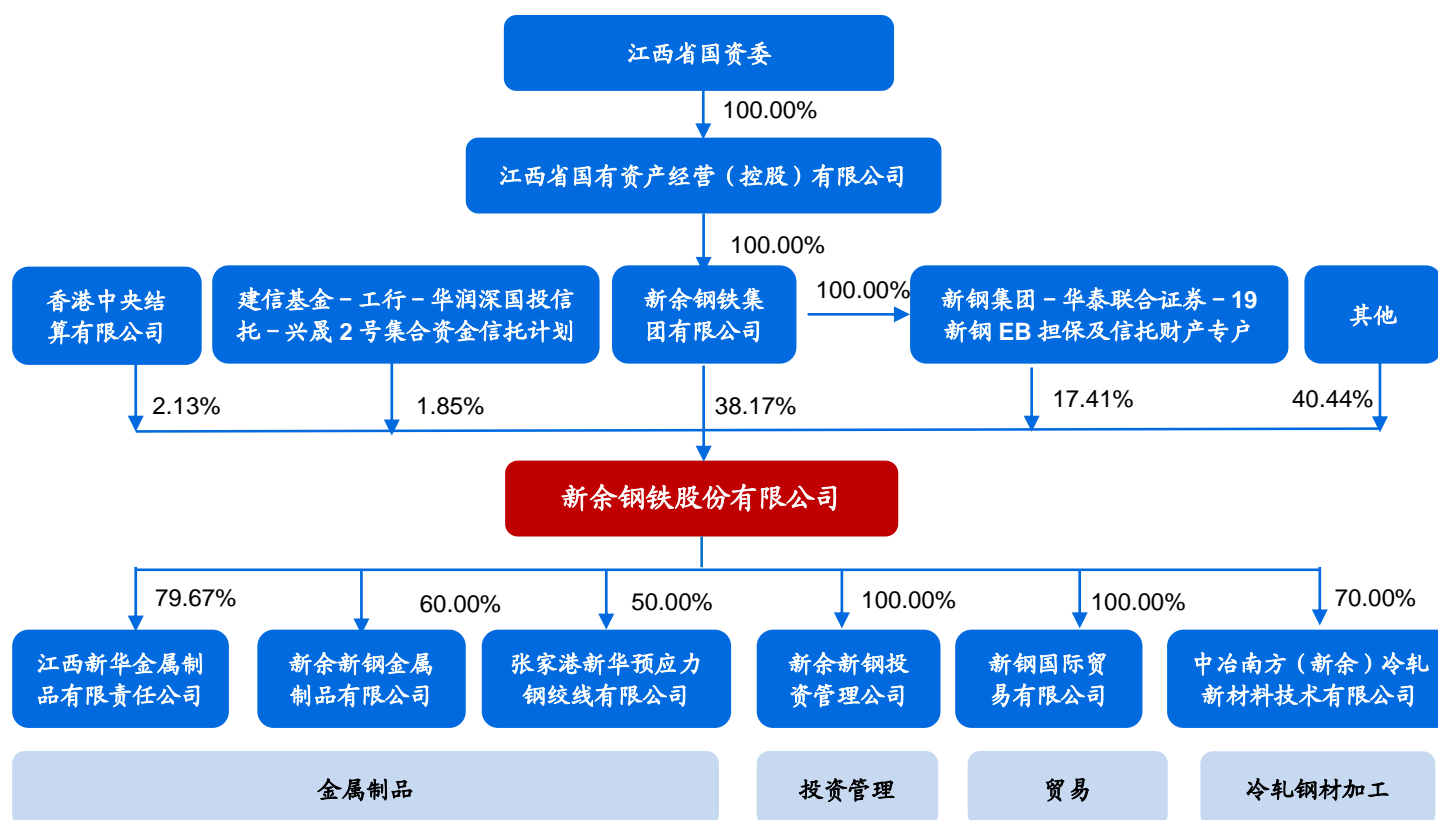 江西省国资委
100.00%
江西省国有资产经营（控股）有限公司
100.00%
香港中央结
算有限公司
建信基金－工行－华润深国投信
托－兴晟 2 号集合资金信托计划
新余钢铁集
团有限公司
100.00%
新钢集团－华泰联合证券－19
新钢 EB 担保及信托财产专户
其他
2.13%
1.85%
38.17%
17.41%
40.44%
新余钢铁股份有限公司
79.67%
60.00%
50.00%
100.00%
100.00%
70.00%
江西新华金属制
品有限责任公司
新余新钢金属
制品有限公司
张家港新华预应力
钢绞线有限公司
新余新钢投
资管理公司
新钢国际贸
易有限公司
中冶南方（新余）冷轧
新材料技术有限公司
金属制品
投资管理
贸易
冷轧钢材加工